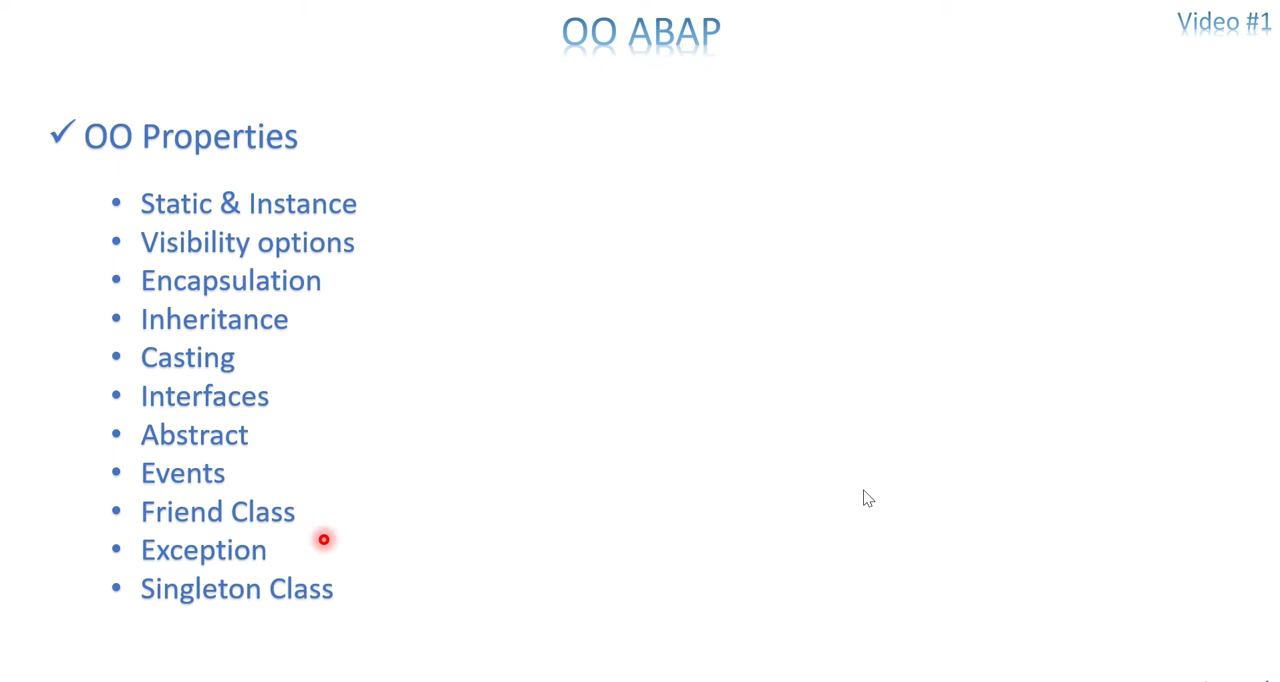 OO ABAP
Video #1
✓ OO Properties
• Static & Instance
• Visibility options
• Encapsulation
• Inheritance
• Casting
• Interfaces
• Abstract
• Events
• Friend Class
• Exception
• Singleton Class